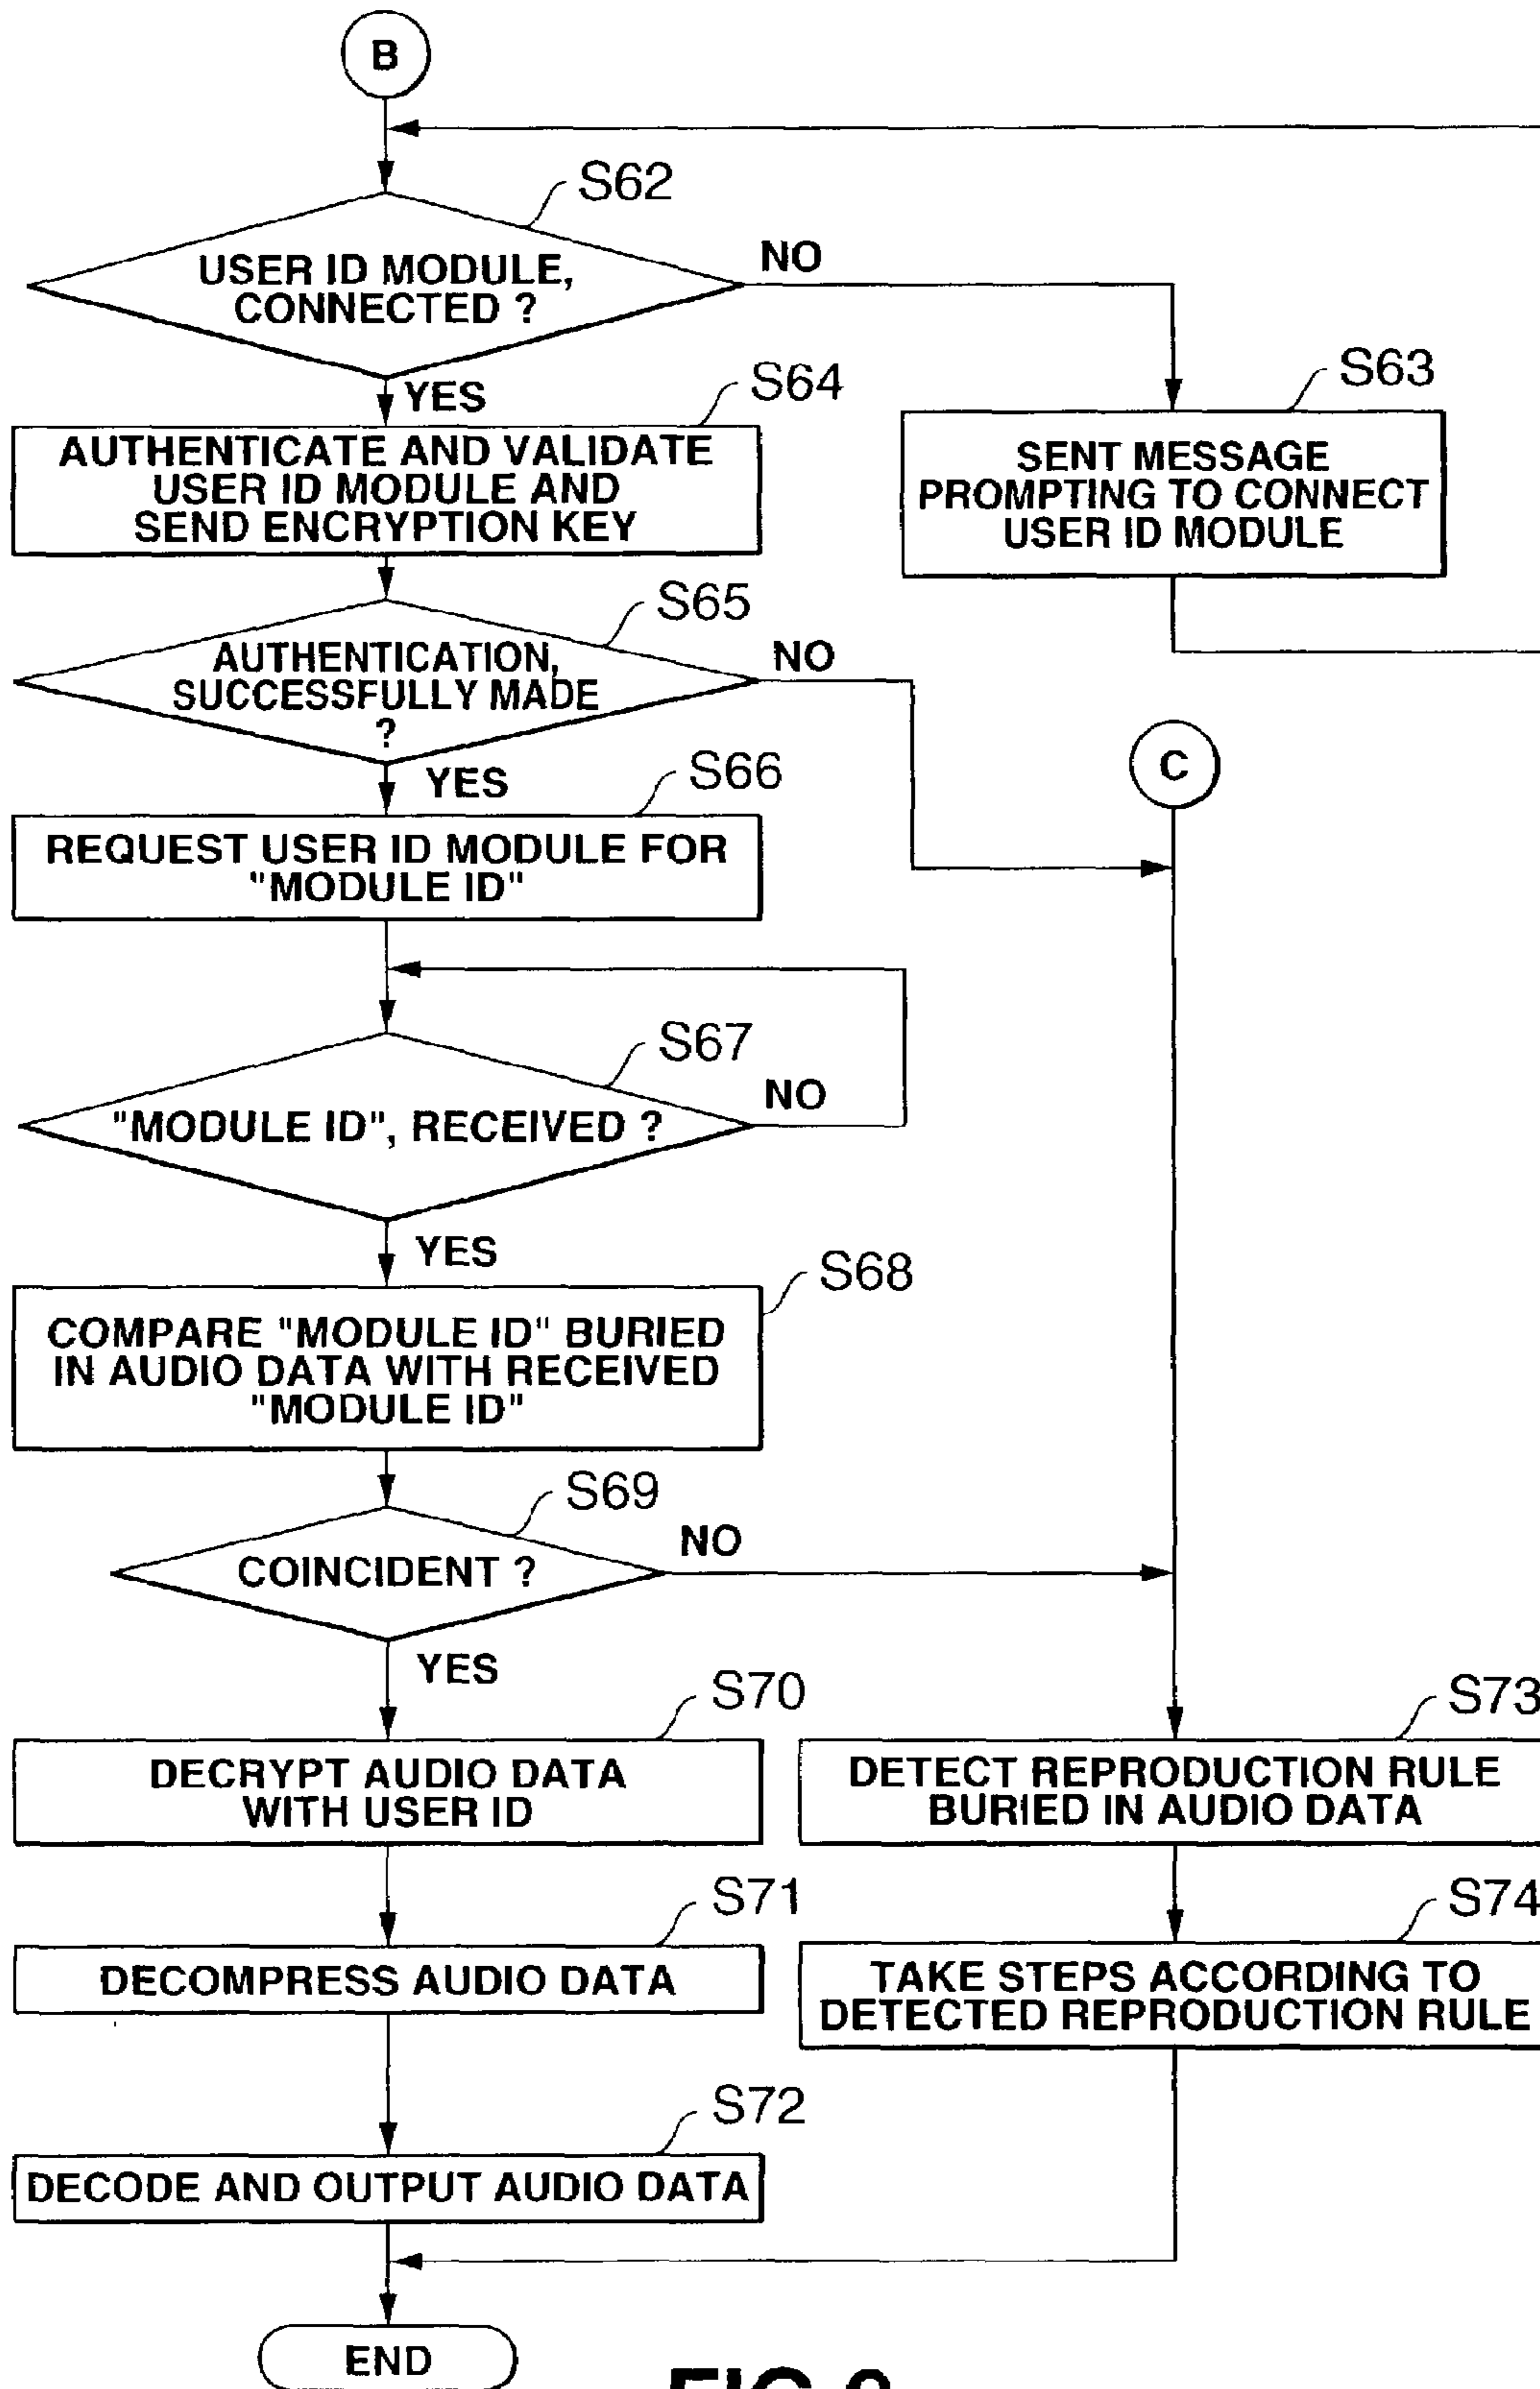 B
S62
USER ID MODULE,
CONNECTED ?
NO
YES
S63
SENT MESSAGE
PROMPTING TO CONNECT
USER ID MODULE
S64
AUTHENTICATE AND VALIDATE
USER ID MODULE AND
SEND ENCRYPTION KEY
S65
AUTHENTICATION,
SUCCESSFULLY MADE
?
NO
YES
C
S66
REQUEST USER ID MODULE FOR
"MODULE ID"
S67
"MODULE ID", RECEIVED ?
NO
YES
S68
COMPARE "MODULE ID" BURIED
IN AUDIO DATA WITH RECEIVED
"MODULE ID"
S69
COINCIDENT ?
NO
YES
S70
DECRYPT AUDIO DATA
WITH USER ID
S73
DETECT REPRODUCTION RULE
BURIED IN AUDIO DATA
S71
DECOMPRESS AUDIO DATA
S74
TAKE STEPS ACCORDING TO
DETECTED REPRODUCTION RULE
S72
DECODE AND OUTPUT AUDIO DATA
END